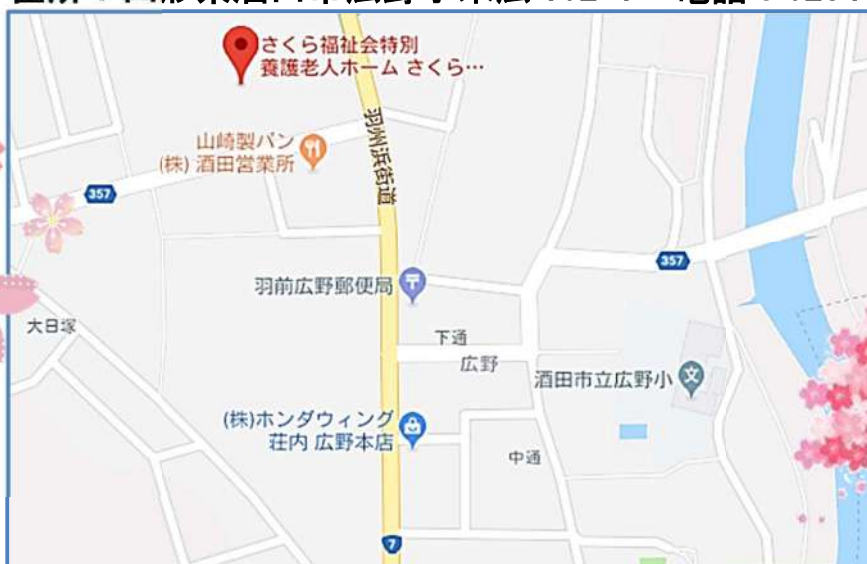 さくら福祉会特別
養護老人ホーム さくら…
羽州浜街道
山崎製パン
(株) 酒田営業所
357
357
羽前広野郵便局
大日塚
下通
広野
酒田市立広野小
文
(株)ホンダウィング
荘内 広野本店
中通
7